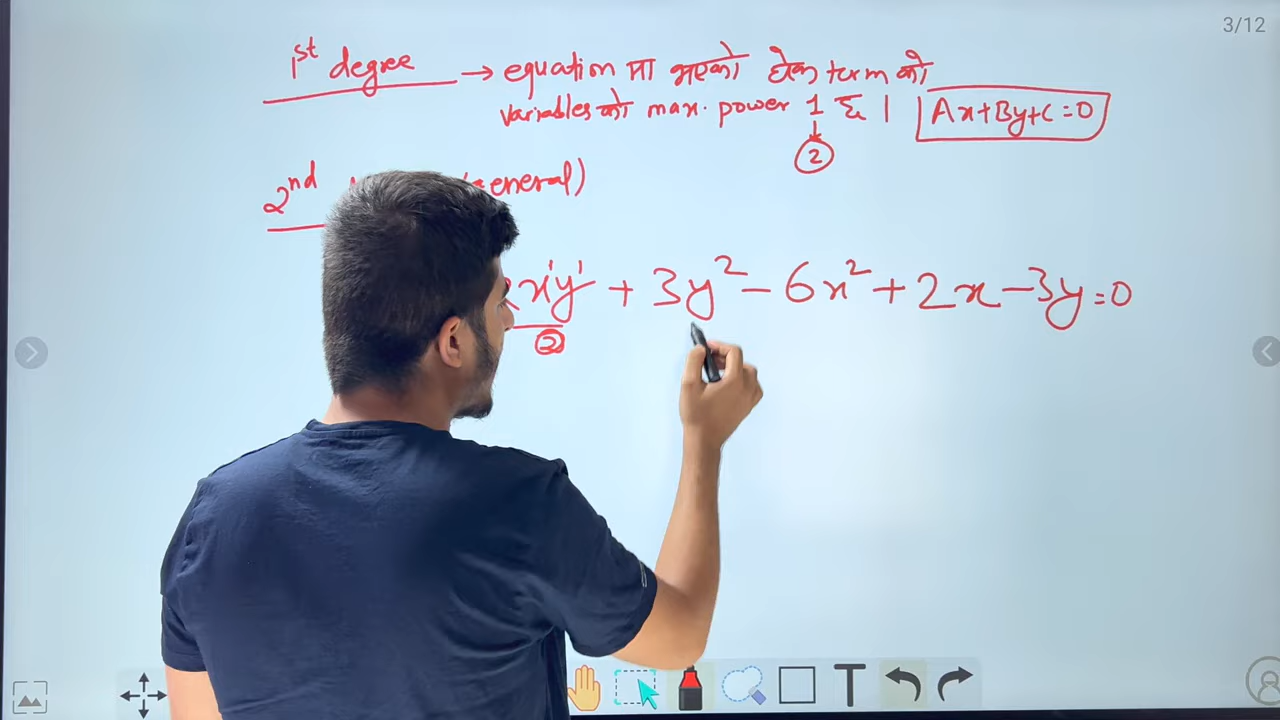 3/12
1st degree → equation मा भएको प्रत्येक term को
variables को max. power 1 छ | Ax+By+C=0
2
2nd general)
x¹y¹ + 3y² - 6x² + 2x - 3y = 0
2
T